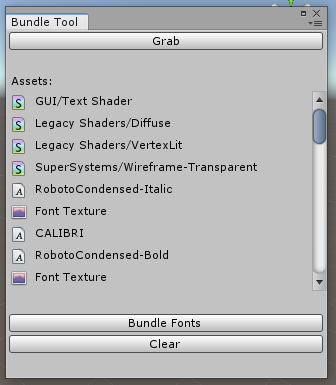 Bundle Tool
Grab
Assets:
GUI/Text Shader
Legacy Shaders/Diffuse
Legacy Shaders/VertexLit
SuperSystems/Wireframe-Transparent
RobotoCondensed-Italic
Font Texture
CALIBRI
RobotoCondensed-Bold
Font Texture
Bundle Fonts
Clear